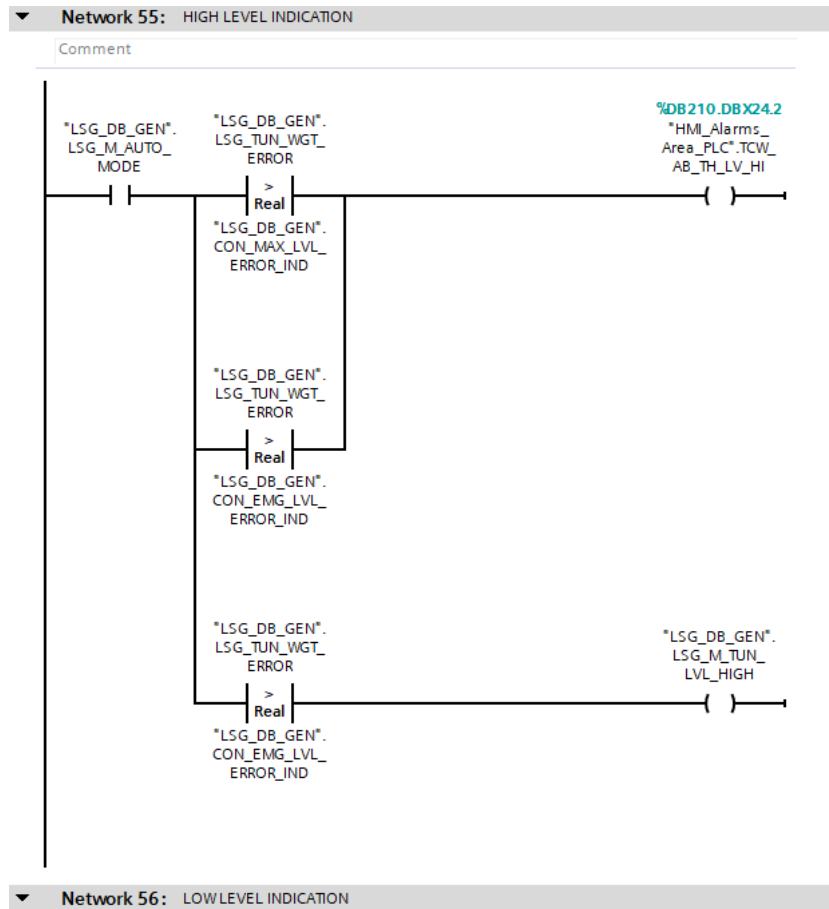 Network 55: HIGH LEVEL INDICATION
Comment
"LSG_DB_GEN".
LSG_M_AUTO_
MODE
"LSG_DB_GEN".
LSG_TUN_WGT_
ERROR
>
Real
"LSG_DB_GEN".
CON_MAX_LVL_
ERROR_IND
%DB210.DBX24.2
"HMI_Alarms_
Area_PLC".TCW_
AB_TH_LV_HI
"LSG_DB_GEN".
LSG_TUN_WGT_
ERROR
>
Real
"LSG_DB_GEN".
CON_EMG_LVL_
ERROR_IND
"LSG_DB_GEN".
LSG_TUN_WGT_
ERROR
>
Real
"LSG_DB_GEN".
CON_EMG_LVL_
ERROR_IND
"LSG_DB_GEN".
LSG_M_TUN_
LVL_HIGH
Network 56: LOW LEVEL INDICATION